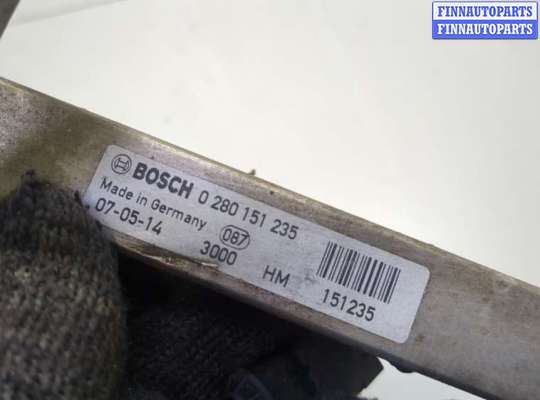 FINNAUTOPARTS
FINNAUTOPARTS
BOSCH 0 280 151 235
Made in Germany
07-05-14 087
3000 HM 151235